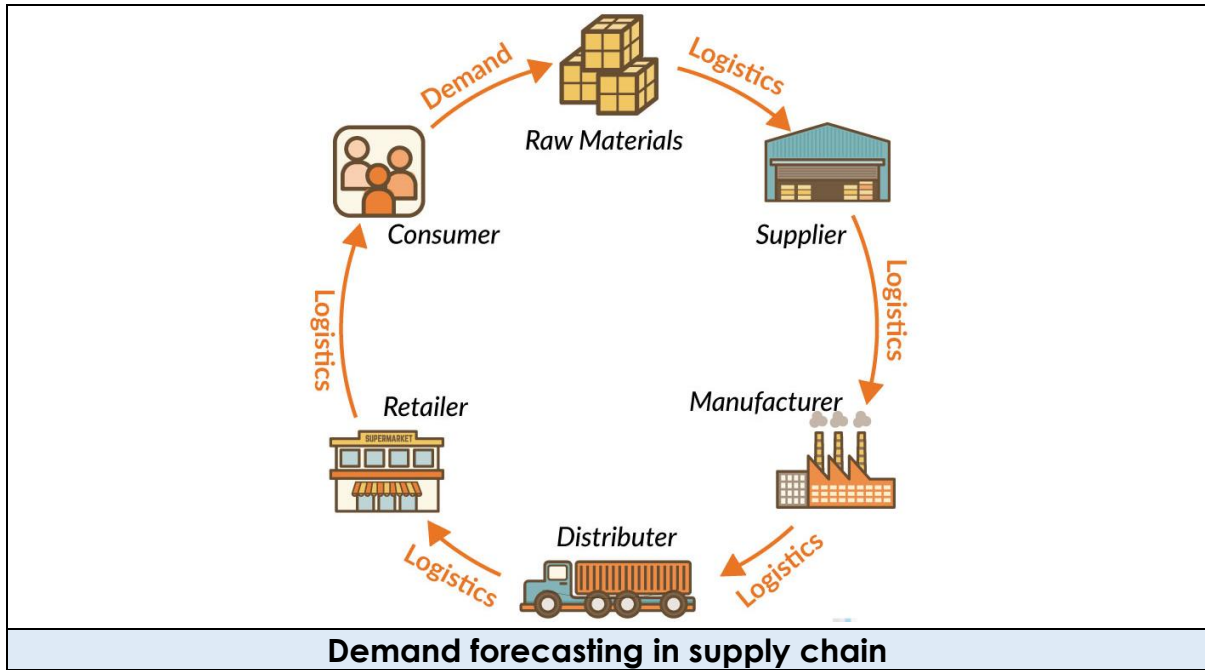 Demand
Raw Materials
Logistics
Supplier
Logistics
Manufacturer
Logistics
Distributer
Logistics
Retailer
SUPERMARKET
Logistics
Consumer
Demand forecasting in supply chain